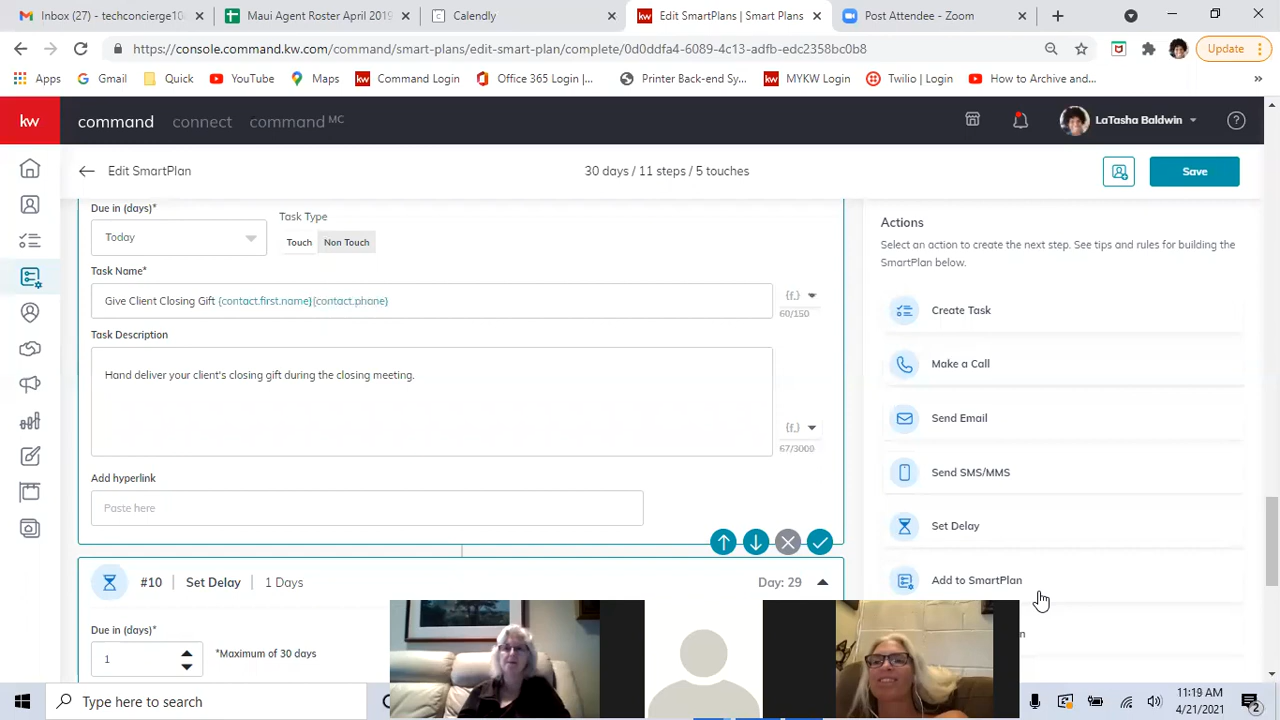 techconcerge10
Maui Roster April 2018
Calendly
Edit SmartPlans | Smart Plans
Post Attendee - Zoom
https://console.command.kw.com/command/smart-plans/edit-smart-plan/complete/0d0ddfa4-6089-4c13-adfb-edc2358bc0b8
Update
Apps
Gmail
Quick
YouTube
Maps
Command Login
Office 365 Login |...
Printer Back-end Sy...
MYKW Login
Twilio | Login
How to Archive and...
»
kw
command
connect
command MC
LaTasha Baldwin
Edit SmartPlan
30 days / 11 steps / 5 touches
Save
Due in (days)*
Task Type
Today
Touch
Non Touch
Task Name*
Give Client Closing Gift {contact.first.name}{contact.phone}
{f,}
60/150
Task Description
Hand deliver your client's closing gift during the closing meeting.
{f,}
67/3000
Add hyperlink
Paste here
#10
Set Delay
1 Days
Day: 29
Due in (days)*
1
*Maximum of 30 days
Actions
Select an action to create the next step. See tips and rules for building the
SmartPlan below.
Create Task
Make a Call
Send Email
Send SMS/MMS
Set Delay
Add to SmartPlan
Type here to search
11:19 AM
4/21/2021
2